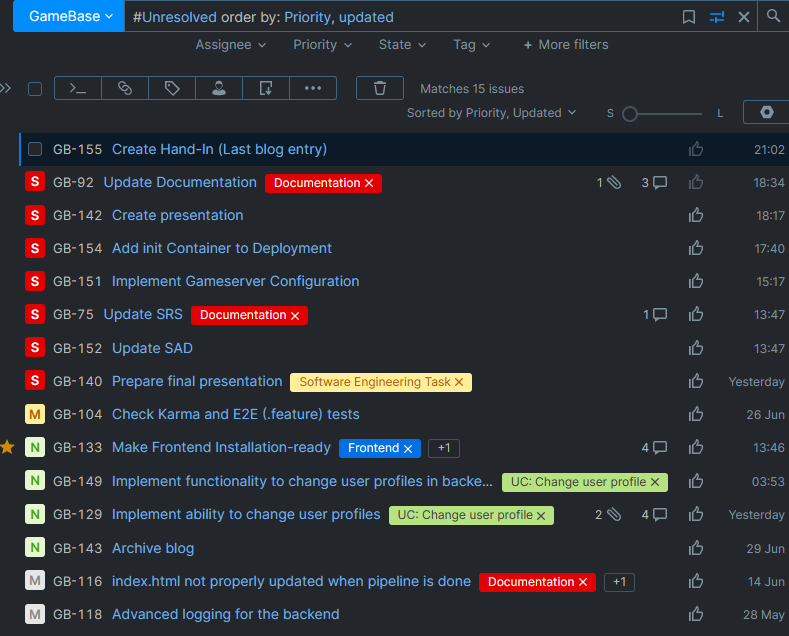 GameBase #Unresolved order by: Priority, updated
Assignee Priority State Tag + More filters
Matches 15 issues
Sorted by Priority, Updated S L
GB-155 Create Hand-In (Last blog entry) 21:02
S GB-92 Update Documentation Documentation × 1 3 18:34
S GB-142 Create presentation 18:17
S GB-154 Add init Container to Deployment 17:40
S GB-151 Implement Gameserver Configuration 15:17
S GB-75 Update SRS Documentation × 1 13:47
S GB-152 Update SAD 13:47
S GB-140 Prepare final presentation Software Engineering Task × Yesterday
M GB-104 Check Karma and E2E (.feature) tests 26 Jun
N GB-133 Make Frontend Installation-ready Frontend × +1 4 13:46
N GB-149 Implement functionality to change user profiles in backe... UC: Change user profile × 03:53
N GB-129 Implement ability to change user profiles UC: Change user profile × 2 4 Yesterday
N GB-143 Archive blog 29 Jun
M GB-116 index.html not properly updated when pipeline is done Documentation × +1 14 Jun
M GB-118 Advanced logging for the backend 28 May